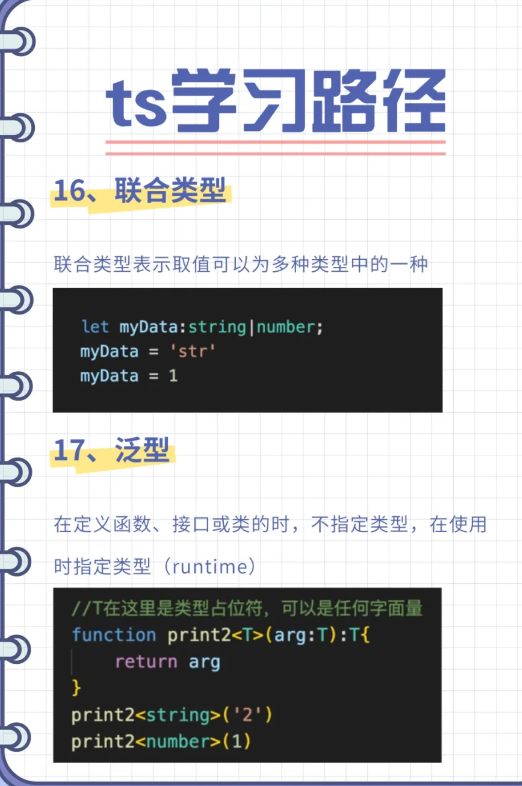 ts学习路径
16、联合类型
联合类型表示取值可以为多种类型中的一种
let myData:string|number;
myData = 'str'
myData = 1
17、泛型
在定义函数、接口或类的时，不指定类型，在使用
时指定类型（runtime）
//T在这里是类型占位符，可以是任何字面量
function print2<T>(arg:T):T{
    return arg
}
print2<string>('2')
print2<number>(1)